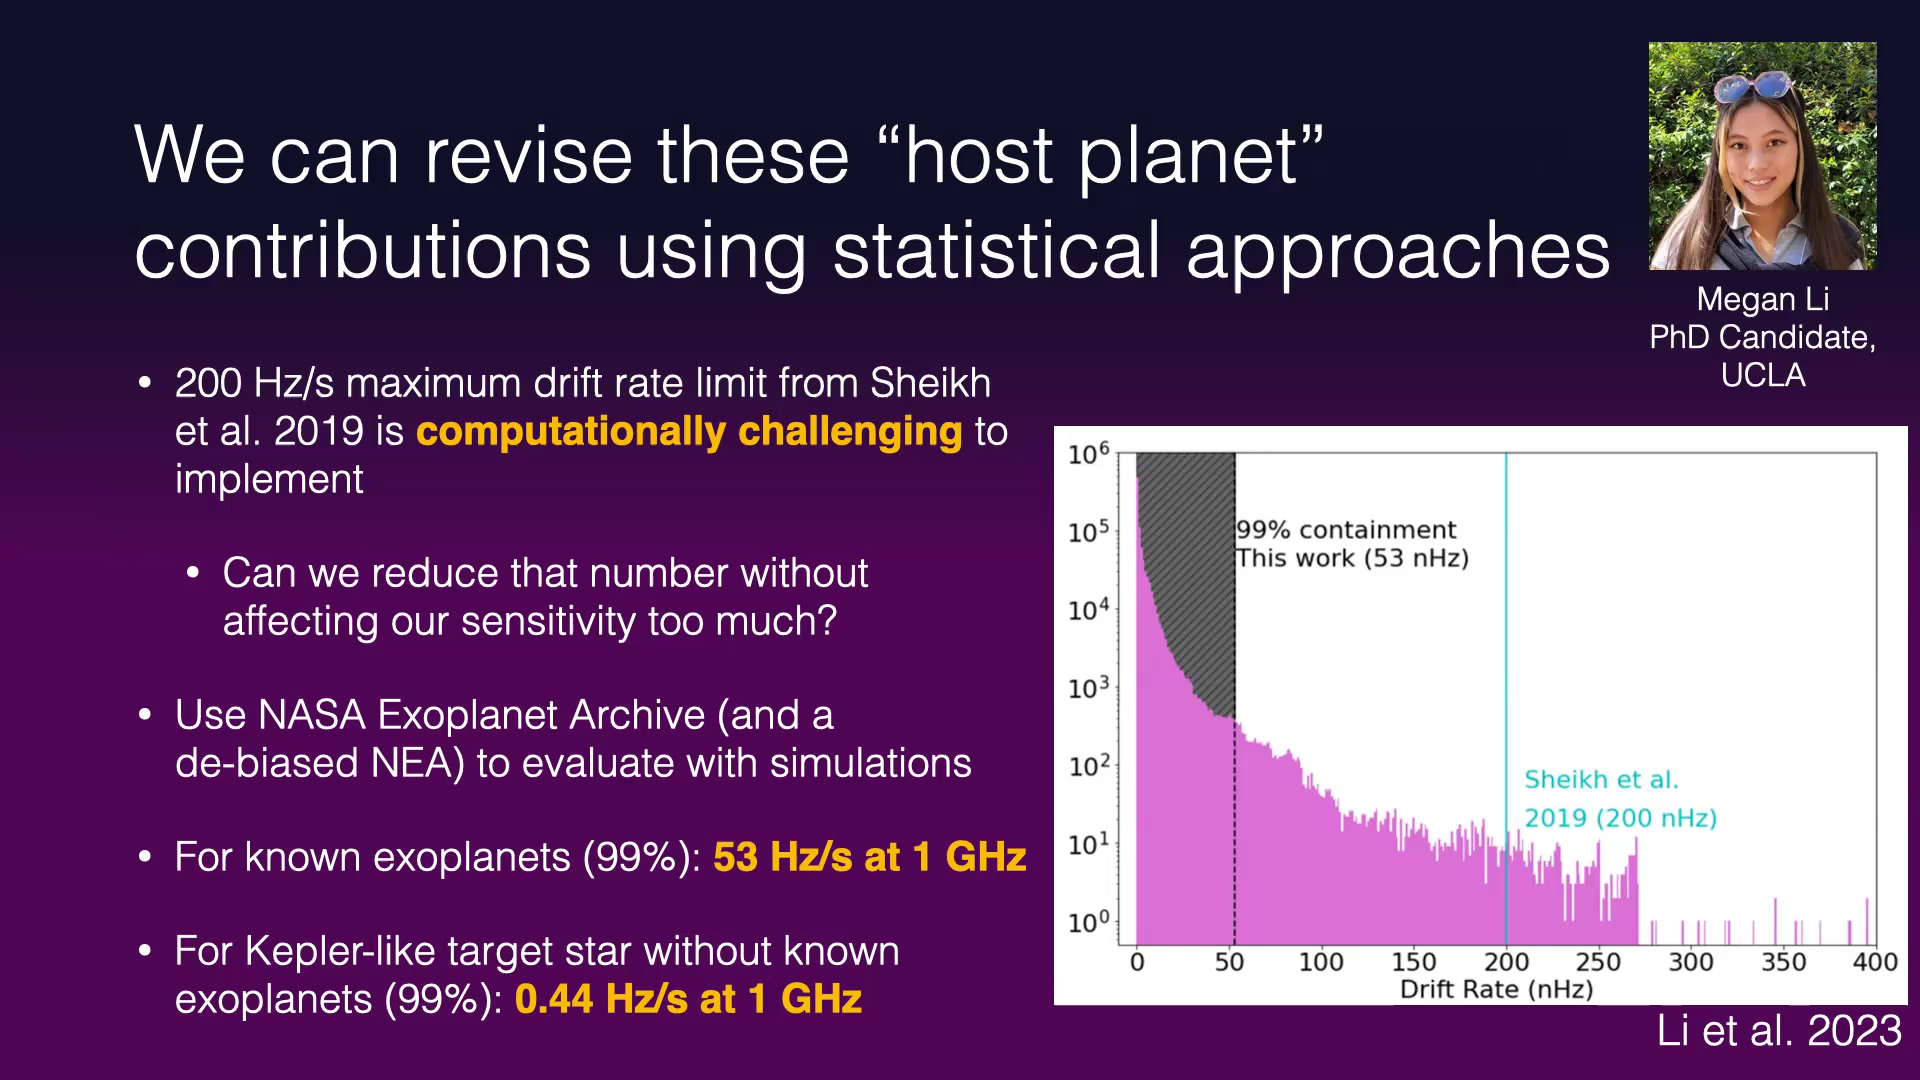 We can revise these “host planet”
contributions using statistical approaches
Megan Li
PhD Candidate,
UCLA
• 200 Hz/s maximum drift rate limit from Sheikh
et al. 2019 is computationally challenging to
implement
• Can we reduce that number without
affecting our sensitivity too much?
• Use NASA Exoplanet Archive (and a
de-biased NEA) to evaluate with simulations
• For known exoplanets (99%): 53 Hz/s at 1 GHz
• For Kepler-like target star without known
exoplanets (99%): 0.44 Hz/s at 1 GHz
10⁶
10⁵
10⁴
10³
10²
10¹
10⁰
99% containment
This work (53 nHz)
Sheikh et al.
2019 (200 nHz)
0 50 100 150 200 250 300 350 400
Drift Rate (nHz)
Li et al. 2023